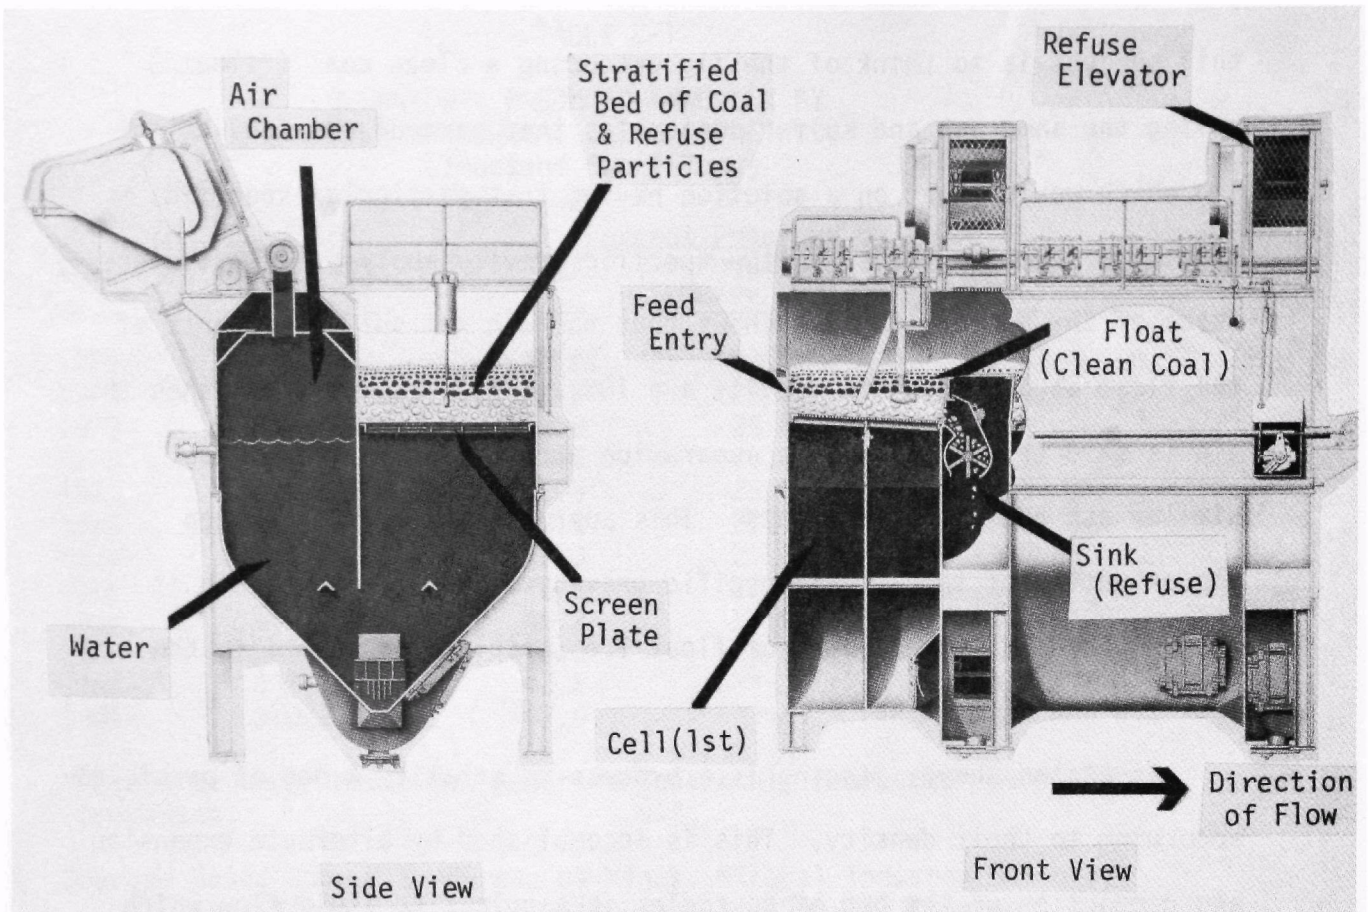 Air
Chamber
Stratified
Bed of Coal
& Refuse
Particles
Refuse
Elevator
Feed
Entry
Float
(Clean Coal)
Water
Screen
Plate
Sink
(Refuse)
Cell(1st)
Direction
of Flow
Side View
Front View